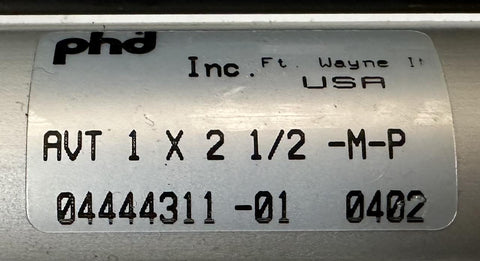 phd
Inc. Ft. Wayne I
USA
AVT 1 X 2 1/2 -M-P
04444311 -01 0402